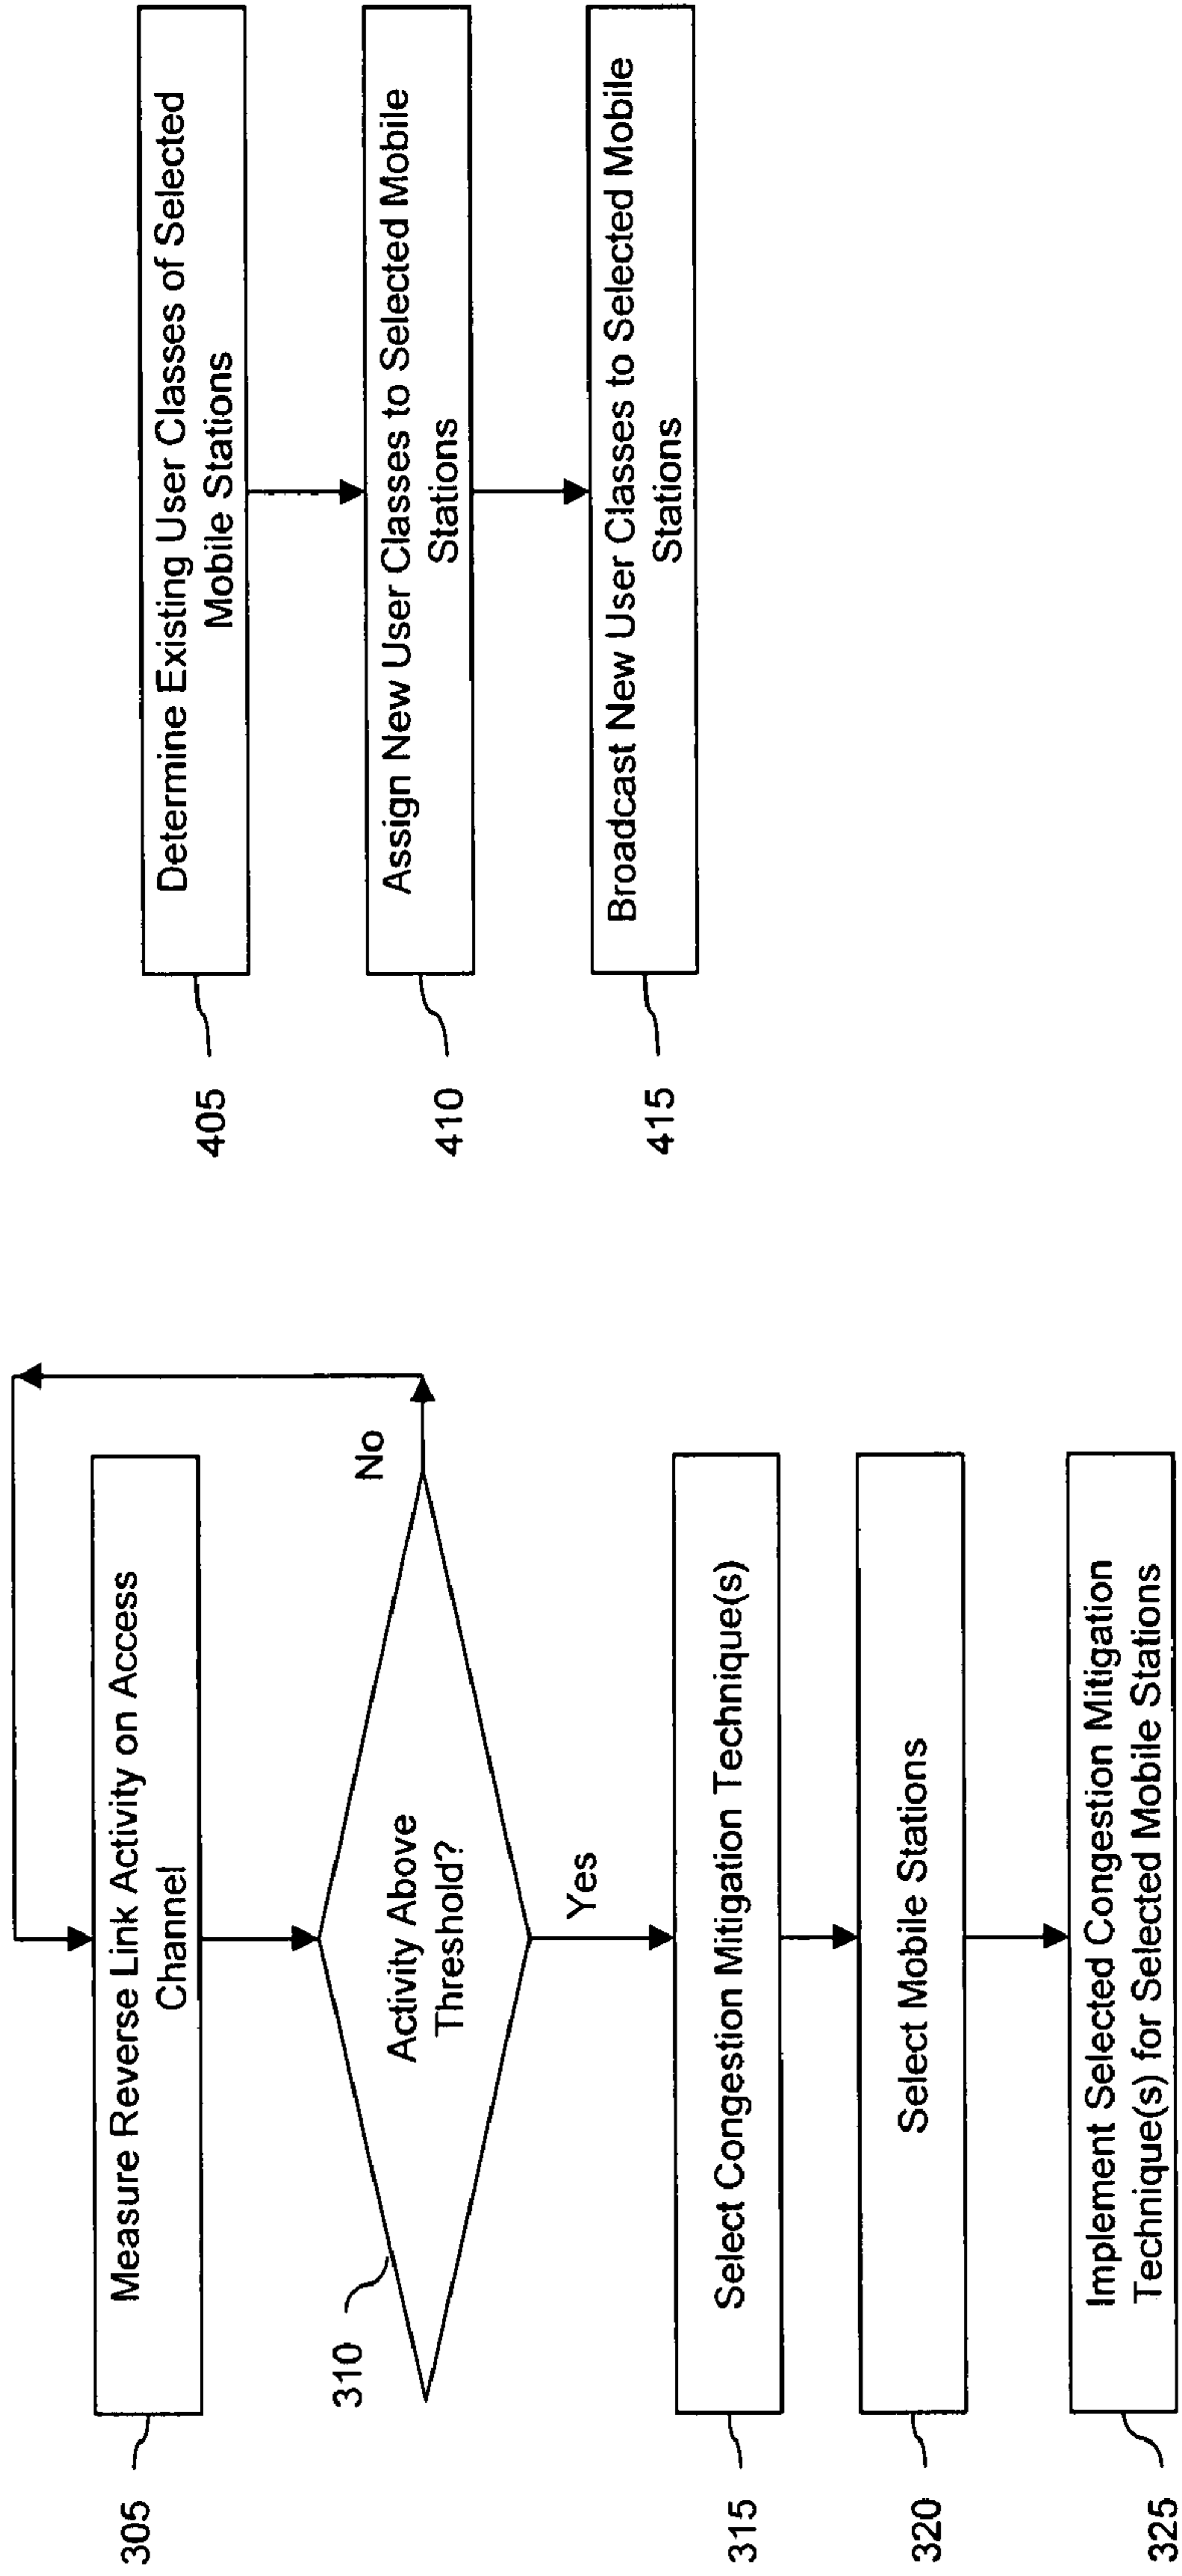 305
Measure Reverse Link Activity on Access
Channel
310
Activity Above
Threshold?
No
Yes
315
Select Congestion Mitigation Technique(s)
320
Select Mobile Stations
325
Implement Selected Congestion Mitigation
Technique(s) for Selected Mobile Stations
405
Determine Existing User Classes of Selected
Mobile Stations
410
Assign New User Classes to Selected Mobile
Stations
415
Broadcast New User Classes to Selected Mobile
Stations